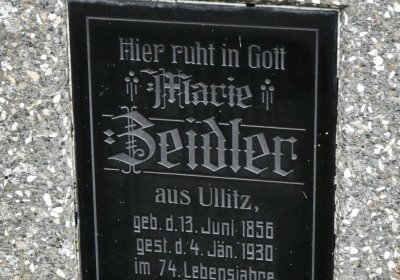 Hier ruht in Gott
Marie
Zeidler
aus Ullitz,
geb. d. 13. Juni 1856
gest. d. 4. Jän. 1930
im 74. Lebensjahre